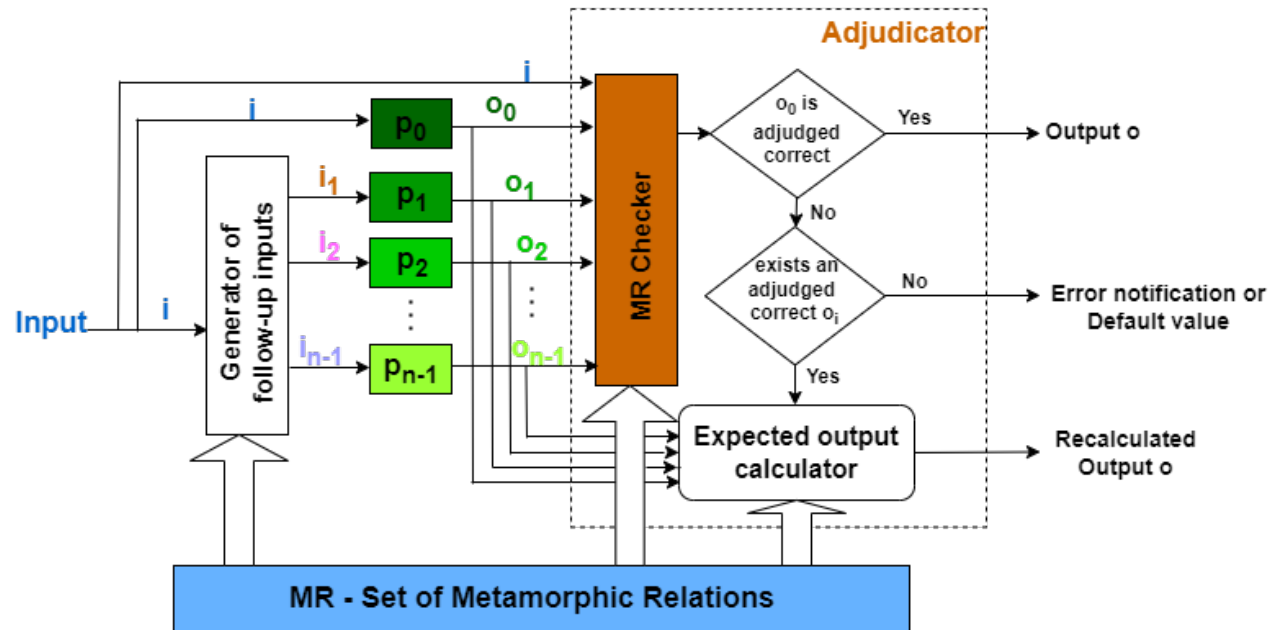 Adjudicator
i
i
p₀
o₀
o₀ is
adjudged
correct
Yes
Output o
Generator of
follow-up inputs
i₁
p₁
o₁
MR Checker
No
i₂
p₂
o₂
exists an
adjudged
correct oᵢ
No
Error notification or
Default value
Input
i
⋮
⋮
iₙ₋₁
pₙ₋₁
oₙ₋₁
Yes
Expected output
calculator
Recalculated
Output o
MR - Set of Metamorphic Relations